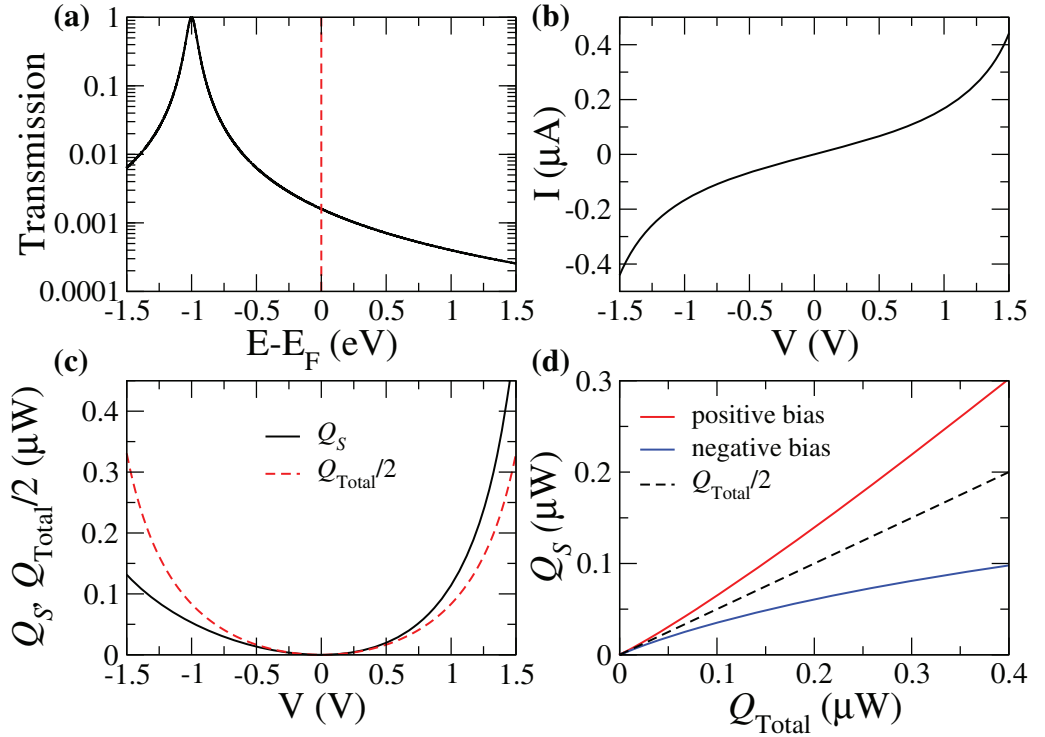 (a)
Transmission
1
0.1
0.01
0.001
0.0001
-1.5 -1 -0.5 0 0.5 1 1.5
E-E_F (eV)
(b)
I (μA)
0.4
0.2
0
-0.2
-0.4
-1.5 -1 -0.5 0 0.5 1 1.5
V (V)
(c)
Q_S, Q_Total/2 (μW)
0.4
0.3
0.2
0.1
0
Q_S
Q_Total/2
-1.5 -1 -0.5 0 0.5 1 1.5
V (V)
(d)
Q_S (μW)
0.3
0.2
0.1
0
positive bias
negative bias
Q_Total/2
0 0.1 0.2 0.3 0.4
Q_Total (μW)